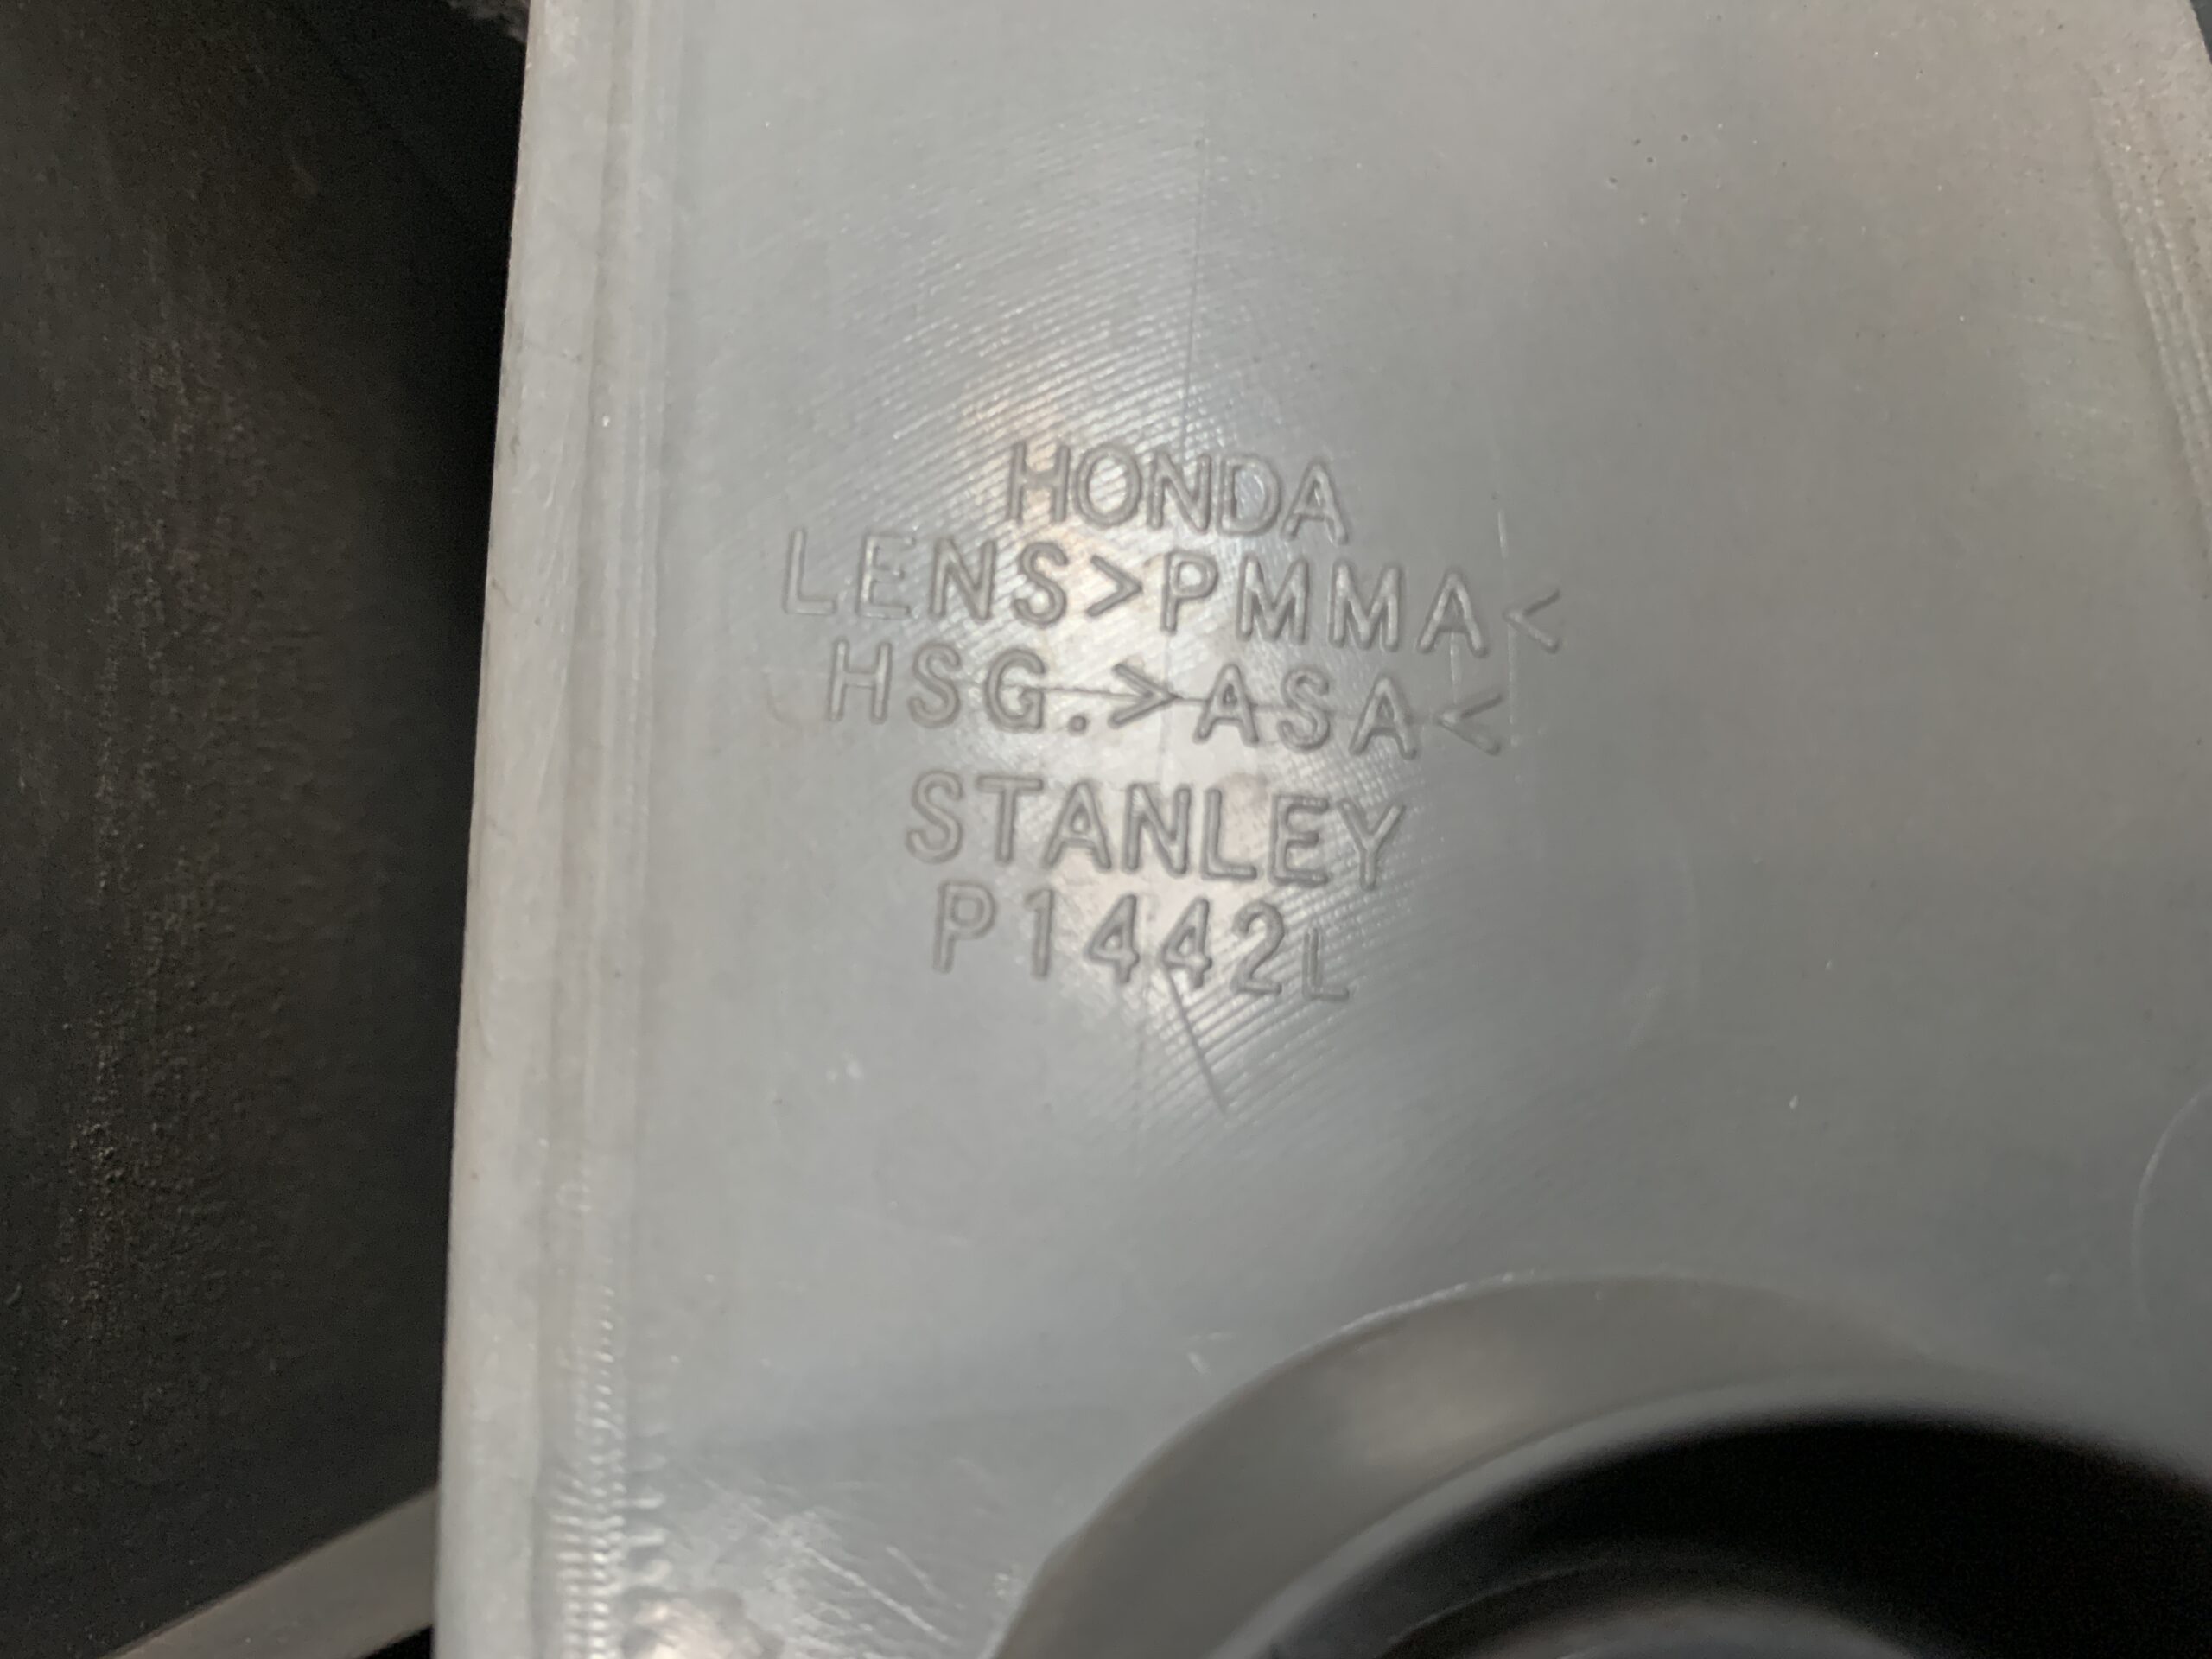 HONDA
LENS>PMMA<
HSG.>ASA<
STANLEY
P1442L